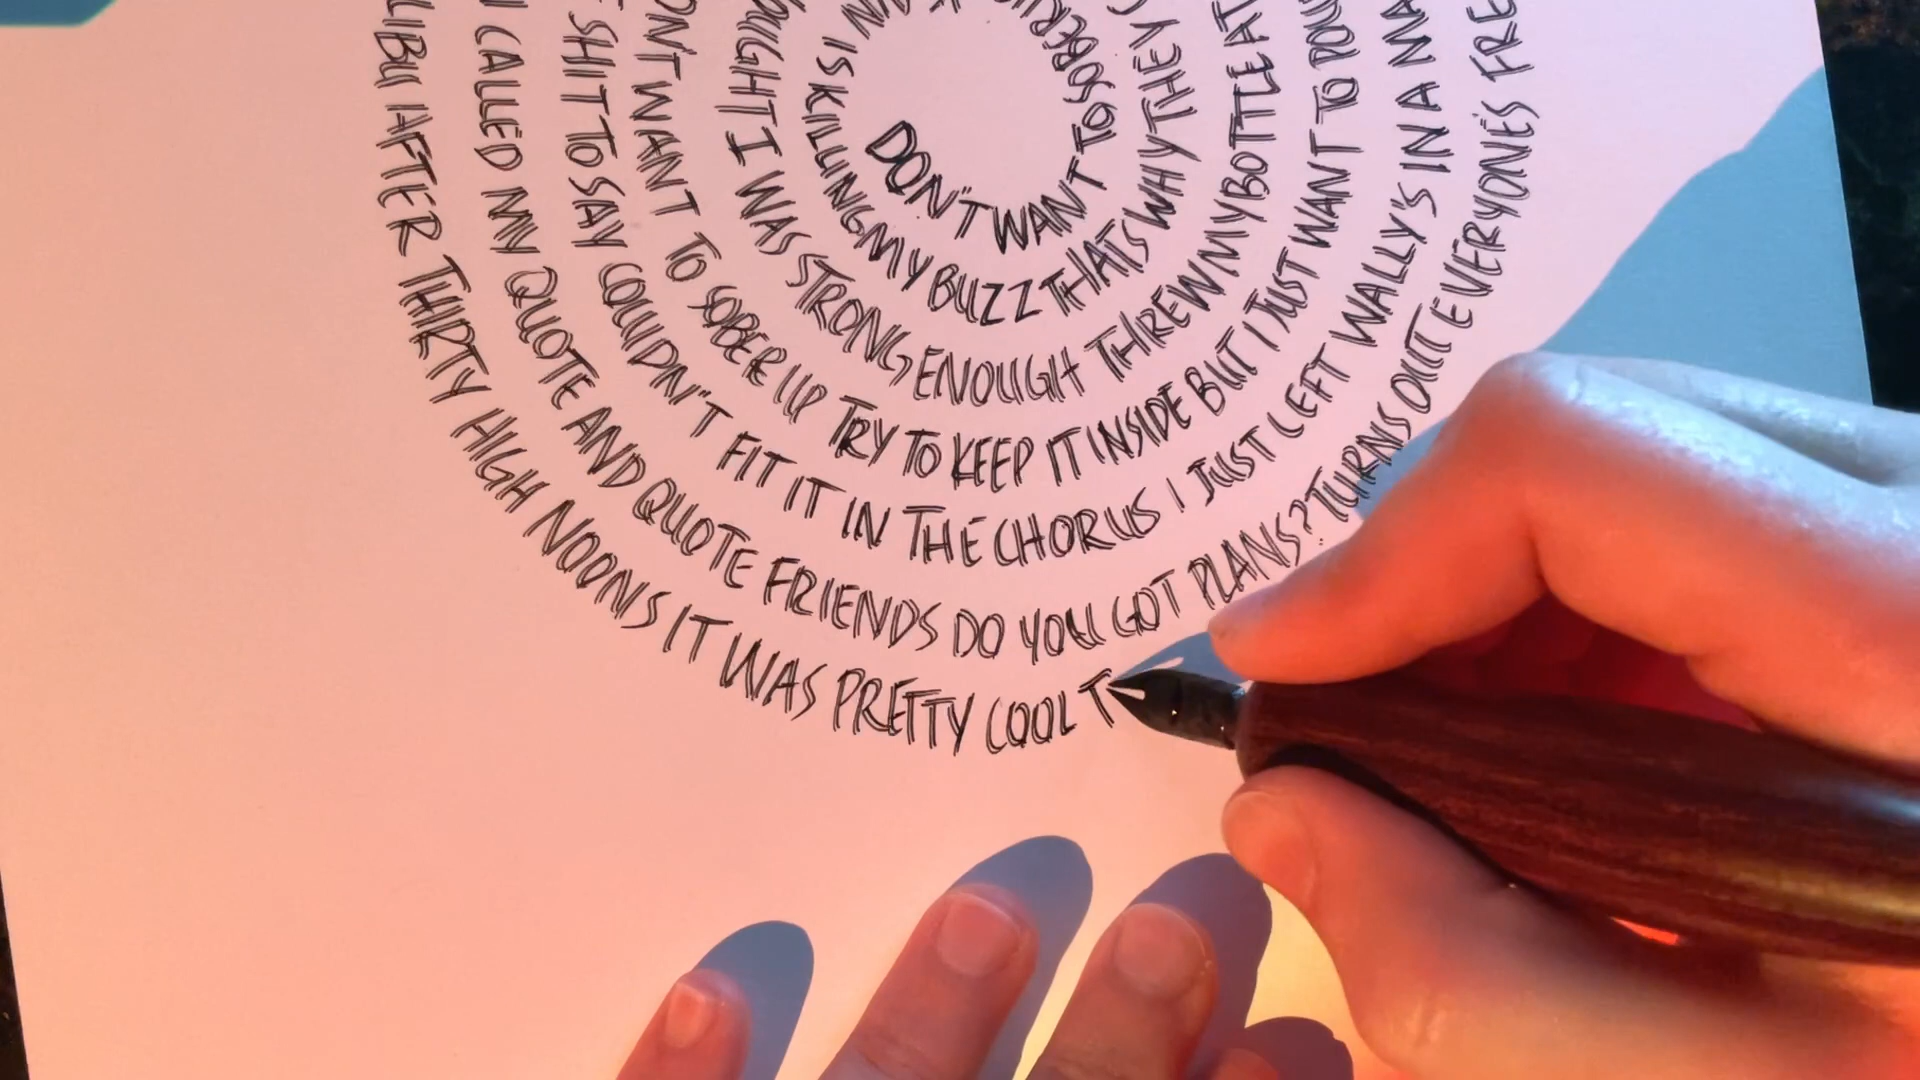 DON'T WANT TO SOBER
IN IS KILLING MY BUZZ THATS WHY THEY
I WAS STRONG ENOUGH THREW MY BOTTLE AT
WANT TO SOBER UP TRY TO KEEP IT INSIDE BUT I JUST WANT TO
SHIT TO SAY COULDN'T FIT IT IN THE CHORUS I JUST LEFT WALLY'S IN A
I CALLED MY QUOTE AND QUOTE FRIENDS DO YOU GOT PLANS? TURNS OUT EVERYONE'S
AFTER THIRTY HIGH NOONS IT WAS PRETTY COOL T